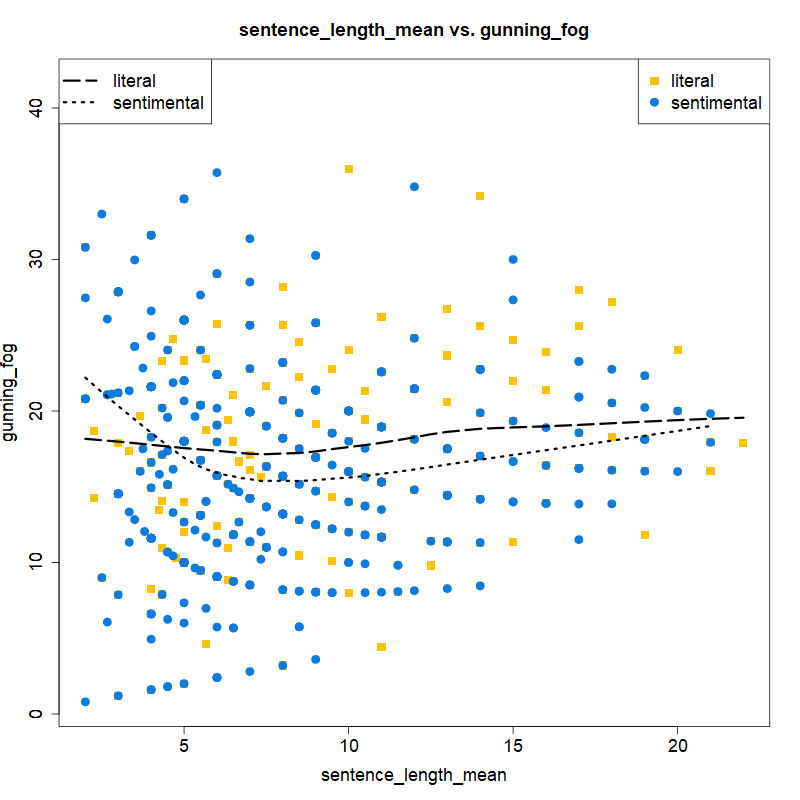 sentence_length_mean vs. gunning_fog
literal
sentimental
literal
sentimental
gunning_fog
40
30
20
10
0
5 10 15 20
sentence_length_mean